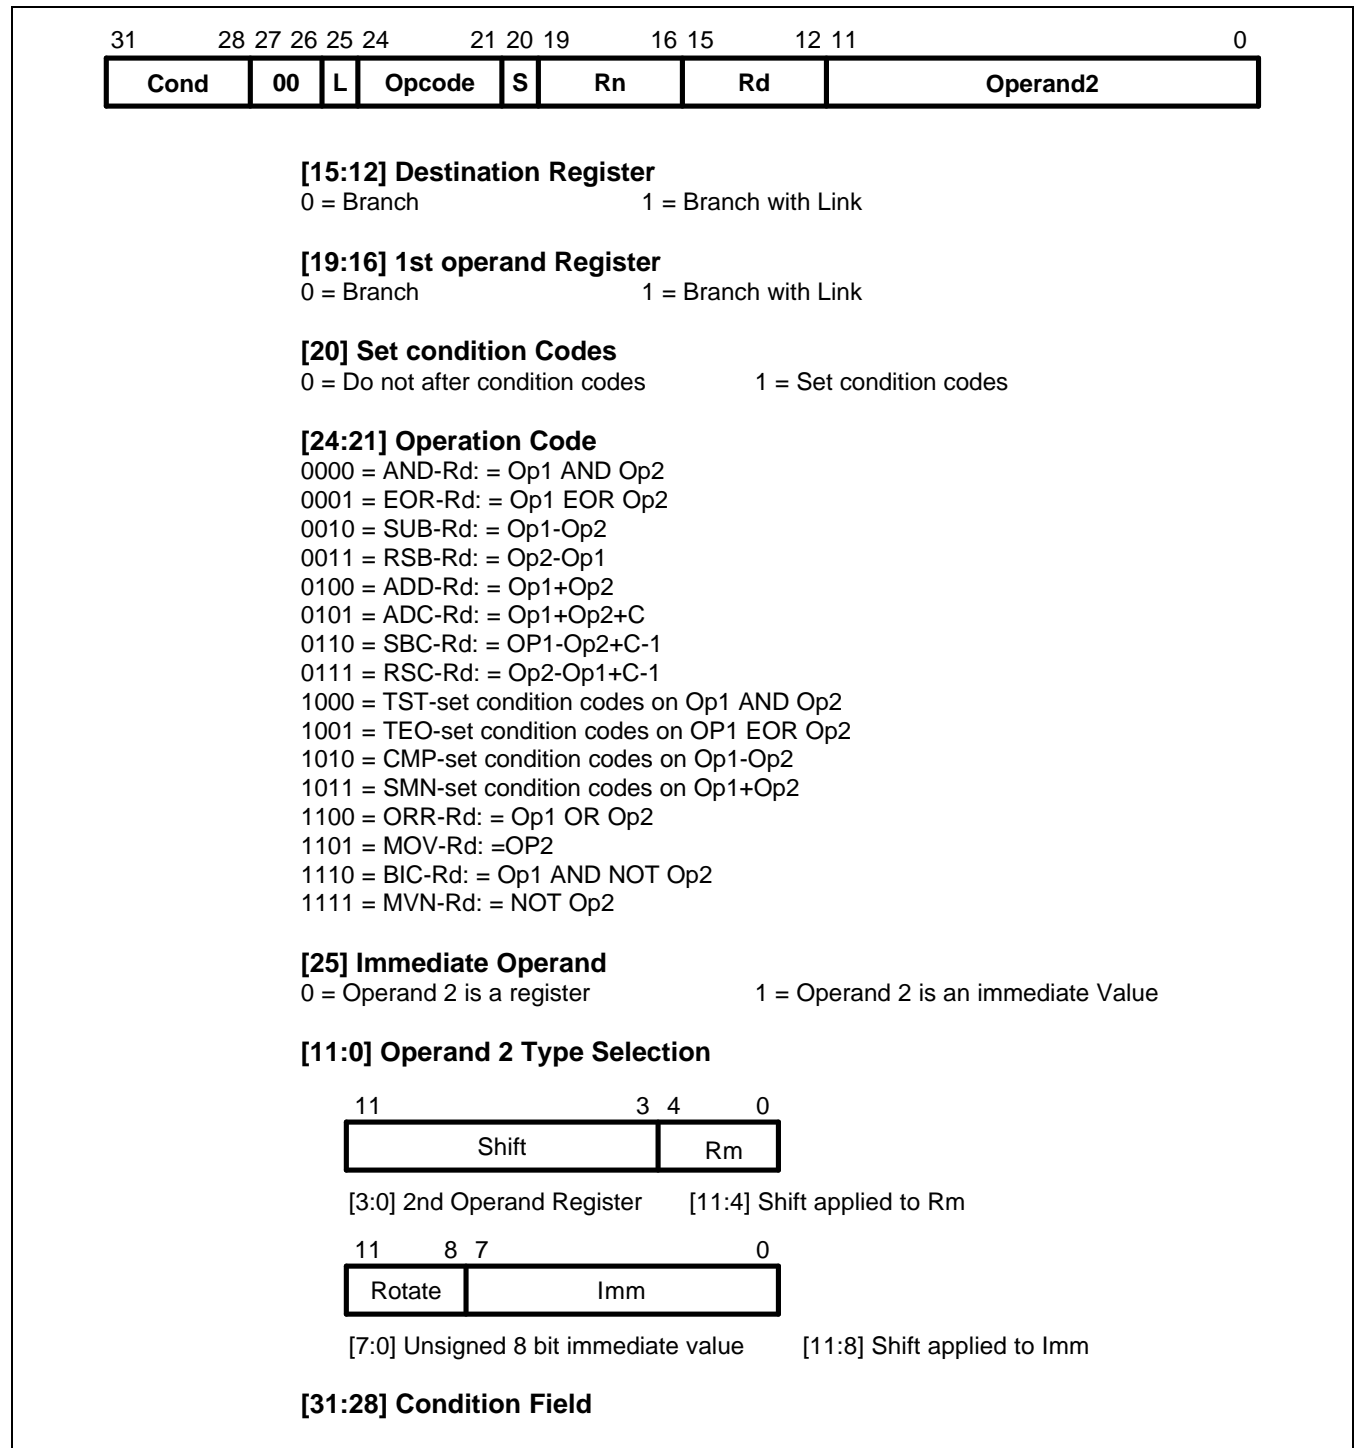 31 28 27 26 25 24 21 20 19 16 15 12 11 0
Cond 00 L Opcode S Rn Rd Operand2
[15:12] Destination Register
0 = Branch 1 = Branch with Link
[19:16] 1st operand Register
0 = Branch 1 = Branch with Link
[20] Set condition Codes
0 = Do not after condition codes 1 = Set condition codes
[24:21] Operation Code
0000 = AND-Rd: = Op1 AND Op2
0001 = EOR-Rd: = Op1 EOR Op2
0010 = SUB-Rd: = Op1-Op2
0011 = RSB-Rd: = Op2-Op1
0100 = ADD-Rd: = Op1+Op2
0101 = ADC-Rd: = Op1+Op2+C
0110 = SBC-Rd: = OP1-Op2+C-1
0111 = RSC-Rd: = Op2-Op1+C-1
1000 = TST-set condition codes on Op1 AND Op2
1001 = TEO-set condition codes on OP1 EOR Op2
1010 = CMP-set condition codes on Op1-Op2
1011 = SMN-set condition codes on Op1+Op2
1100 = ORR-Rd: = Op1 OR Op2
1101 = MOV-Rd: =OP2
1110 = BIC-Rd: = Op1 AND NOT Op2
1111 = MVN-Rd: = NOT Op2
[25] Immediate Operand
0 = Operand 2 is a register 1 = Operand 2 is an immediate Value
[11:0] Operand 2 Type Selection
11 3 4 0
Shift Rm
[3:0] 2nd Operand Register [11:4] Shift applied to Rm
11 8 7 0
Rotate Imm
[7:0] Unsigned 8 bit immediate value [11:8] Shift applied to Imm
[31:28] Condition Field